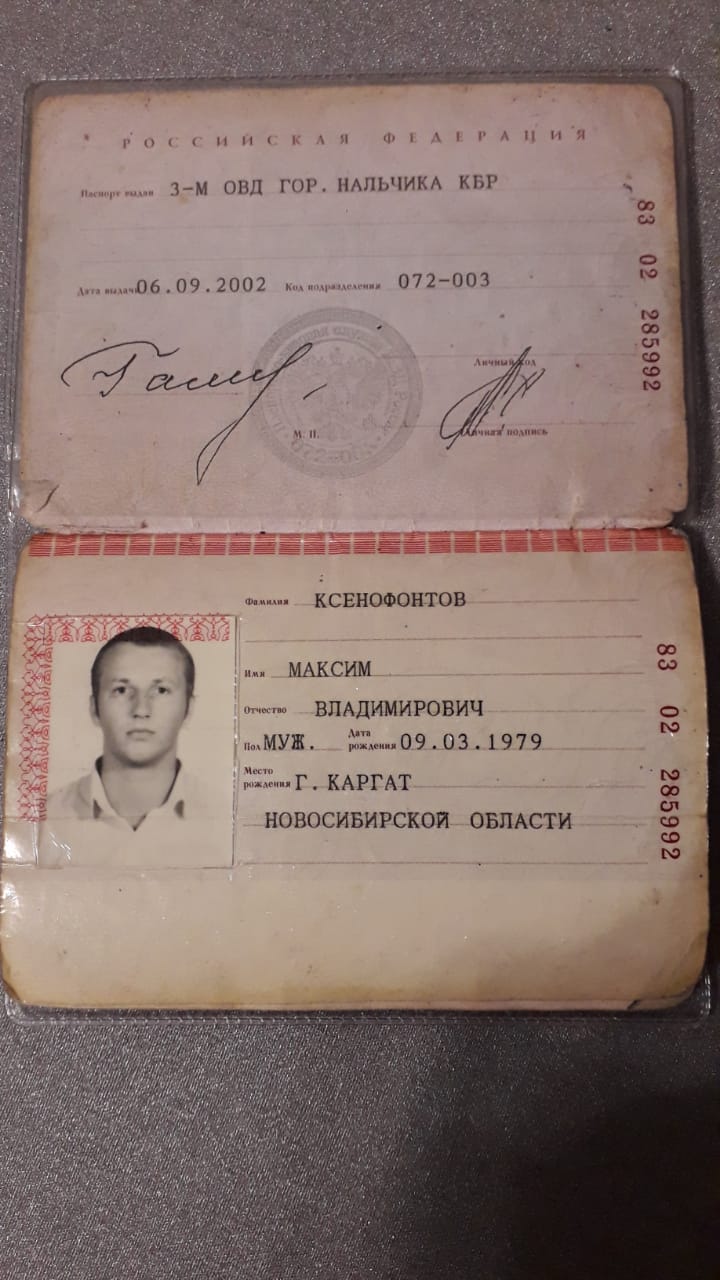 * РОССИЙСКАЯ ФЕДЕРАЦИЯ
Паспорт выдан 3-М ОВД ГОР. НАЛЬЧИКА КБР
Дата выдачи 06.09.2002 Код подразделения 072-003
Личный код
М. П. Личная подпись
83 02 285992
Фамилия КСЕНОФОНТОВ
Имя МАКСИМ
Отчество ВЛАДИМИРОВИЧ
Пол МУЖ. Дата рождения 09.03.1979
Место рождения Г. КАРГАТ
НОВОСИБИРСКОЙ ОБЛАСТИ
83 02 285992